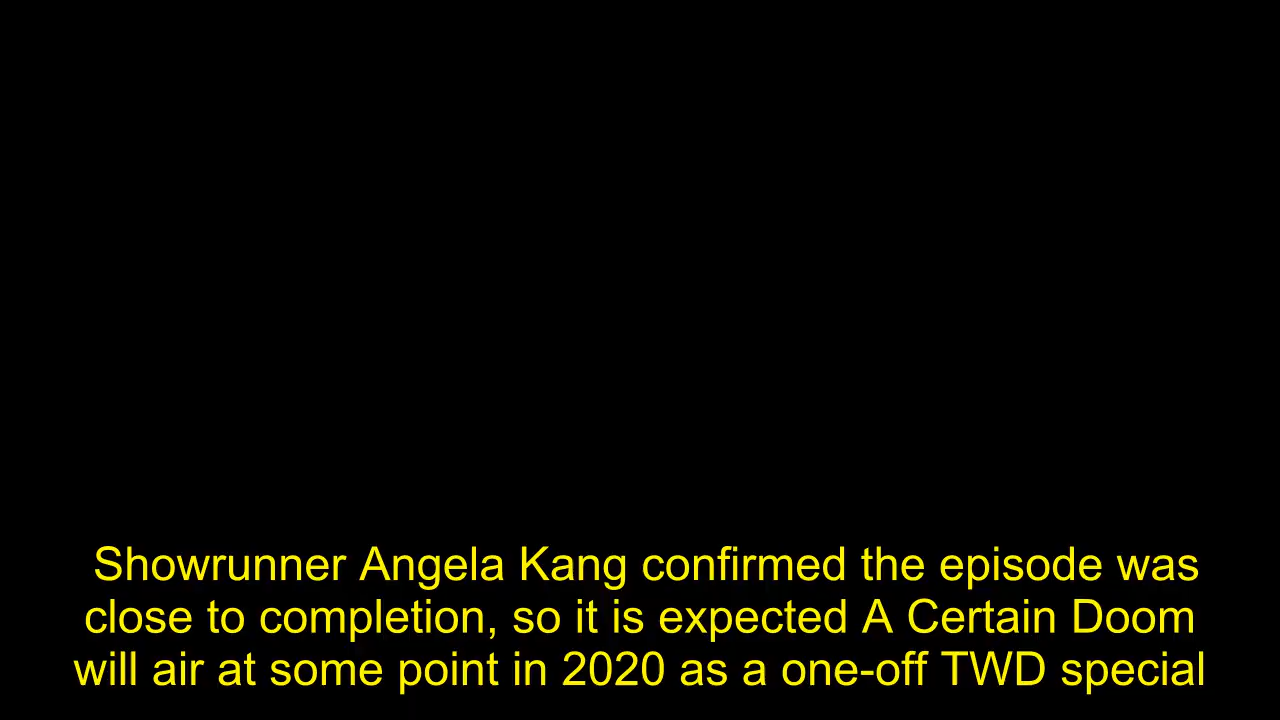 Showrunner Angela Kang confirmed the episode was
close to completion, so it is expected A Certain Doom
will air at some point in 2020 as a one-off TWD special